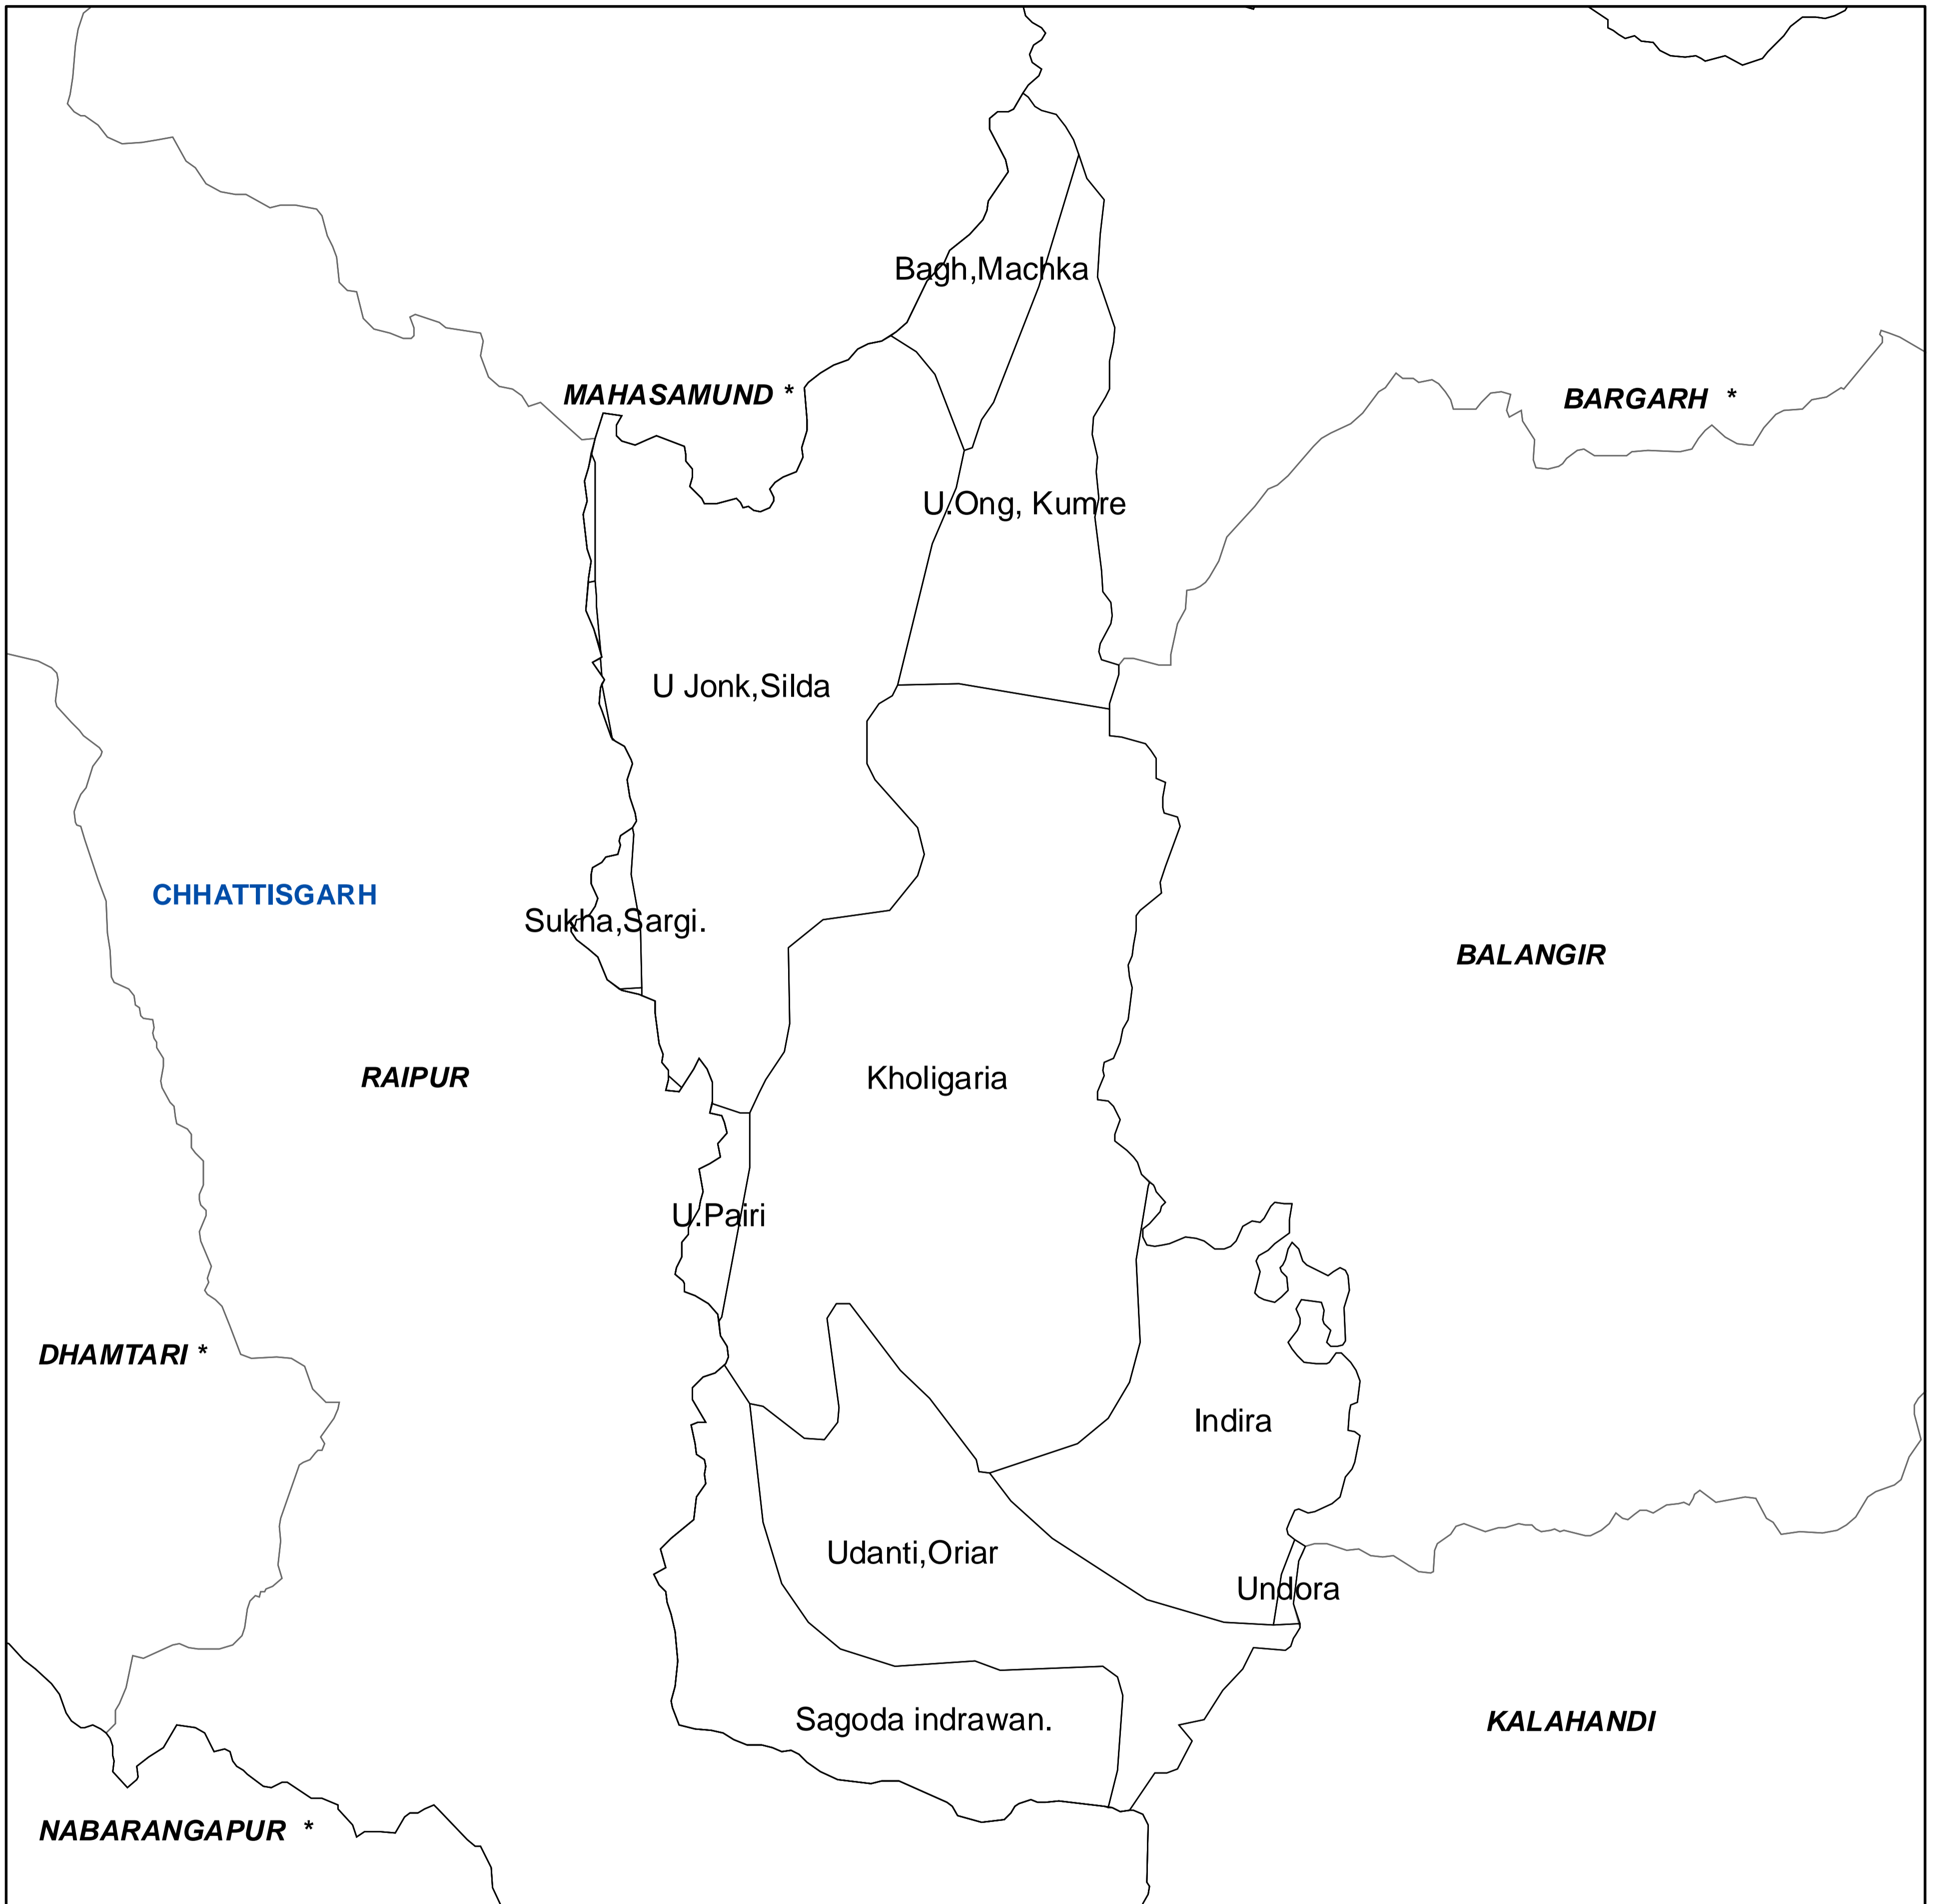 Bagh,Machka
MAHASAMUND *
BARGARH *
U.Ong, Kumre
U Jonk,Silda
CHHATTISGARH
Sukha,Sargi.
BALANGIR
RAIPUR
Kholigaria
U.Pairi
DHAMTARI *
Indira
Udanti,Oriar
Undora
Sagoda indrawan.
KALAHANDI
NABARANGAPUR *